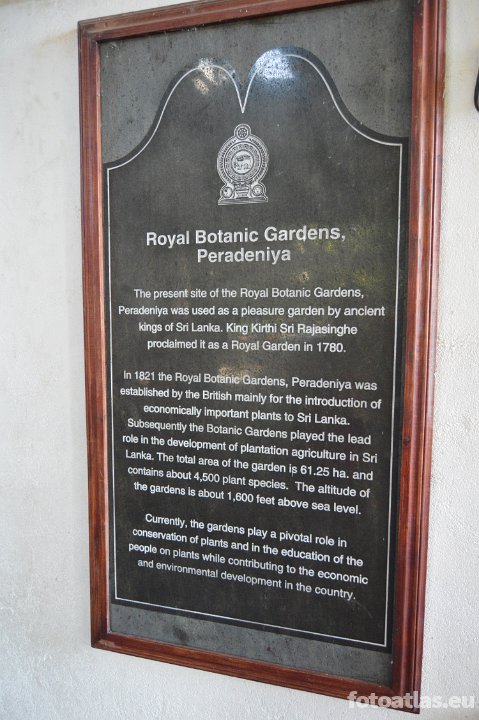 Royal Botanic Gardens,
Peradeniya
The present site of the Royal Botanic Gardens,
Peradeniya was used as a pleasure garden by ancient
kings of Sri Lanka. King Kirthi Sri Rajasinghe
proclaimed it as a Royal Garden in 1780.
In 1821 the Royal Botanic Gardens, Peradeniya was
established by the British mainly for the introduction of
economically important plants to Sri Lanka.
Subsequently the Botanic Gardens played the lead
role in the development of plantation agriculture in Sri
Lanka. The total area of the garden is 61.25 ha. and
contains about 4,500 plant species. The altitude of
the gardens is about 1,600 feet above sea level.
Currently, the gardens play a pivotal role in
conservation of plants and in the education of the
people on plants while contributing to the economic
and environmental development in the country.
fotoatlas.eu